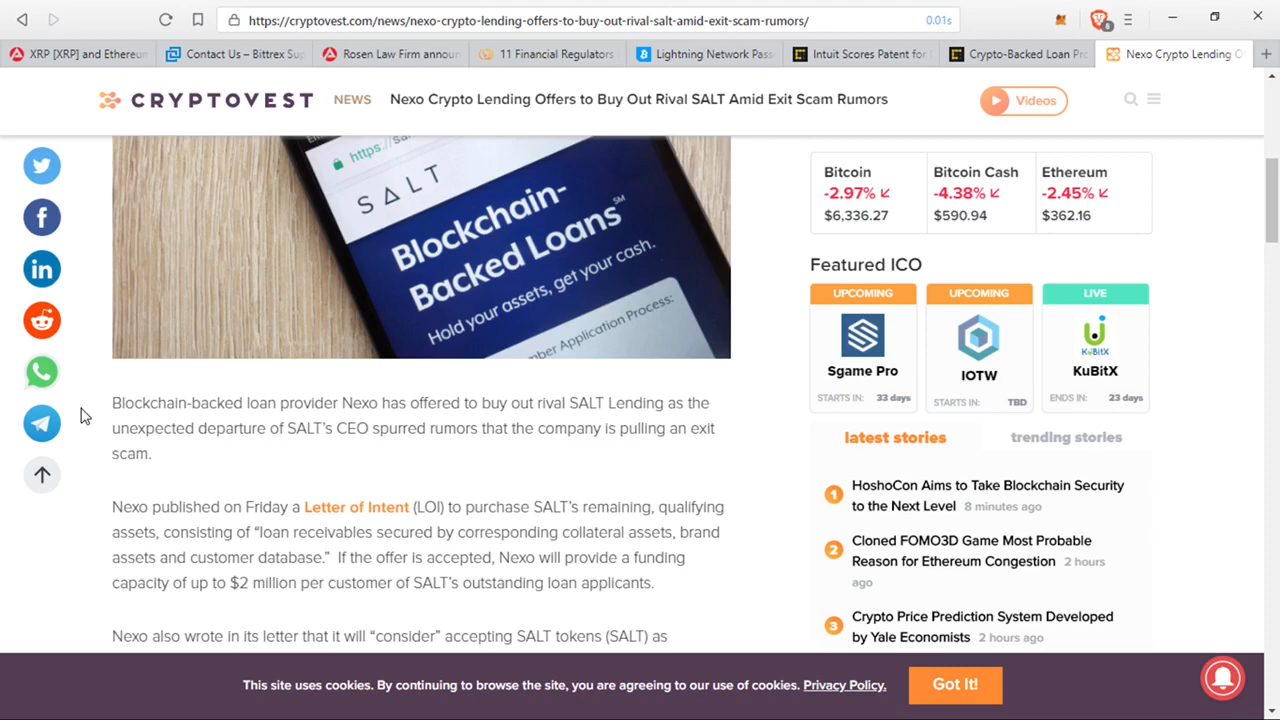 https://cryptovest.com/news/nexo-crypto-lending-offers-to-buy-out-rival-salt-amid-exit-scam-rumors/
0.01s
6
XRP [XRP] and Ethereum
Contact Us – Bittrex Sup
Rosen Law Firm announ
11 Financial Regulators
Lightning Network Pass
Intuit Scores Patent for
Crypto-Backed Loan Pro
Nexo Crypto Lending O
CRYPTOVEST
NEWS
Nexo Crypto Lending Offers to Buy Out Rival SALT Amid Exit Scam Rumors
Videos
https://
SALT
Blockchain-
Backed Loans℠
Hold your assets, get your cash.
mber Application Process:
Blockchain-backed loan provider Nexo has offered to buy out rival SALT Lending as the
unexpected departure of SALT's CEO spurred rumors that the company is pulling an exit
scam.
Nexo published on Friday a Letter of Intent (LOI) to purchase SALT's remaining, qualifying
assets, consisting of "loan receivables secured by corresponding collateral assets, brand
assets and customer database." If the offer is accepted, Nexo will provide a funding
capacity of up to $2 million per customer of SALT's outstanding loan applicants.
Nexo also wrote in its letter that it will "consider" accepting SALT tokens (SALT) as
Bitcoin
-2.97%
$6,336.27
Bitcoin Cash
-4.38%
$590.94
Ethereum
-2.45%
$362.16
Featured ICO
UPCOMING
Sgame Pro
STARTS IN: 33 days
UPCOMING
IOTW
STARTS IN: TBD
LIVE
KuBitX
KuBitX
ENDS IN: 23 days
latest stories
trending stories
1
HoshoCon Aims to Take Blockchain Security
to the Next Level 8 minutes ago
2
Cloned FOMO3D Game Most Probable
Reason for Ethereum Congestion 2 hours
ago
3
Crypto Price Prediction System Developed
by Yale Economists 2 hours ago
This site uses cookies. By continuing to browse the site, you are agreeing to our use of cookies. Privacy Policy.
Got It!